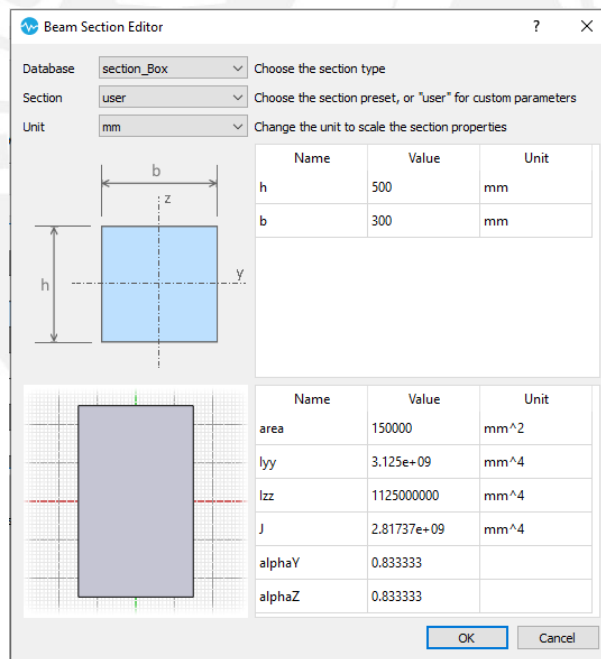 Beam Section Editor ? ×
Database section_Box Choose the section type
Section user Choose the section preset, or "user" for custom parameters
Unit mm Change the unit to scale the section properties
b
z
h
y
Name Value Unit
h 500 mm
b 300 mm
Name Value Unit
area 150000 mm^2
Iyy 3.125e+09 mm^4
Izz 1125000000 mm^4
J 2.81737e+09 mm^4
alphaY 0.833333
alphaZ 0.833333
OK Cancel